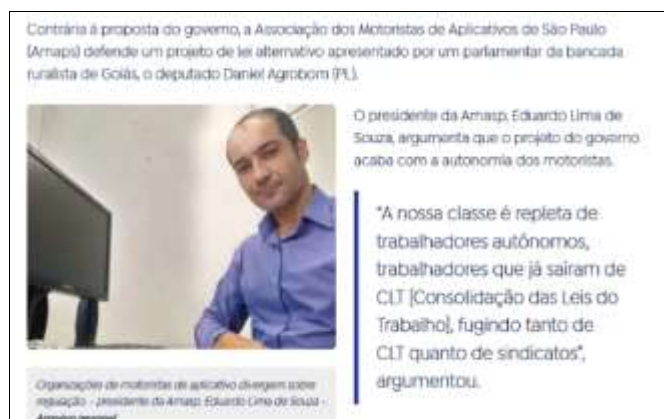 Contrária à proposta do governo, a Associação dos Motoristas de Aplicativos de São Paulo
(Amaps) defende um projeto de lei alternativo apresentado por um parlamentar da bancada
ruralista de Goiás, o deputado Daniel Agrobom (PL).
O presidente da Amasp, Eduardo Lima de
Souza, argumenta que o projeto do governo
acaba com a autonomia dos motoristas.
"A nossa classe é repleta de
trabalhadores autônomos,
trabalhadores que já saíram de
CLT [Consolidação das Leis do
Trabalho], fugindo tanto de
CLT quanto de sindicatos",
argumentou.
Organizações de motoristas de aplicativo divergem sobre
regulação - presidente da Amasp, Eduardo Lima de Souza -
Arquivo pessoal